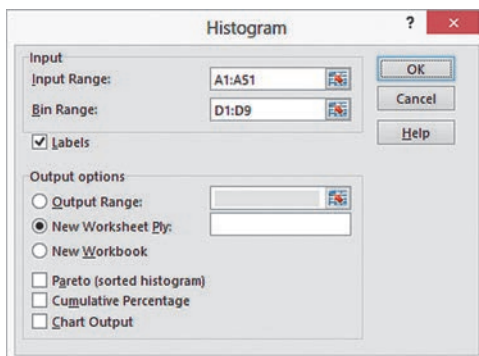 Histogram
?
×
Input
Input Range: A1:A51
Bin Range: D1:D9
Labels
OK
Cancel
Help
Output options
Output Range:
New Worksheet Ply:
New Workbook
Pareto (sorted histogram)
Cumulative Percentage
Chart Output